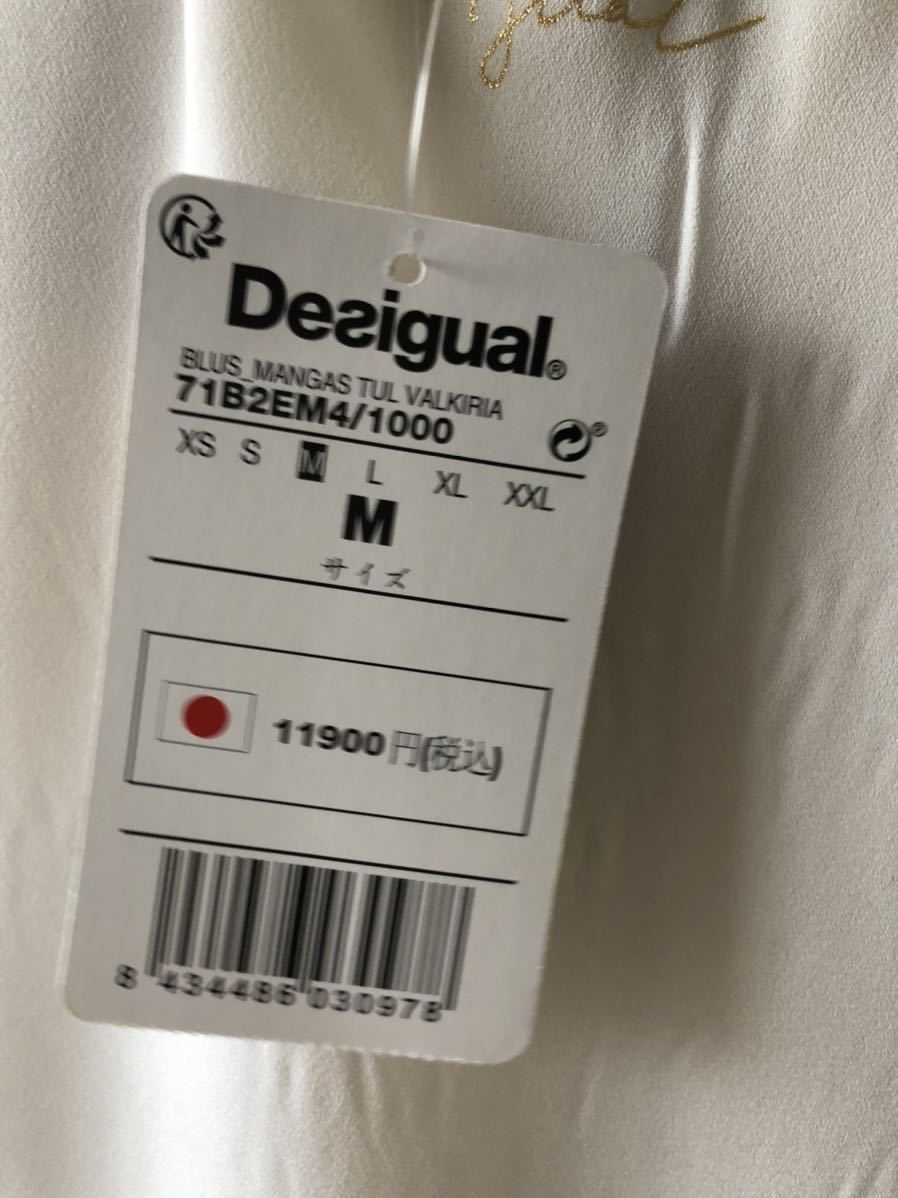 Desigual®
BLUS_MANGAS TUL VALKIRIA
71B2EM4/1000
XS S M L XL XXL
M
サイズ
11900円(税込)
8 434486 030978